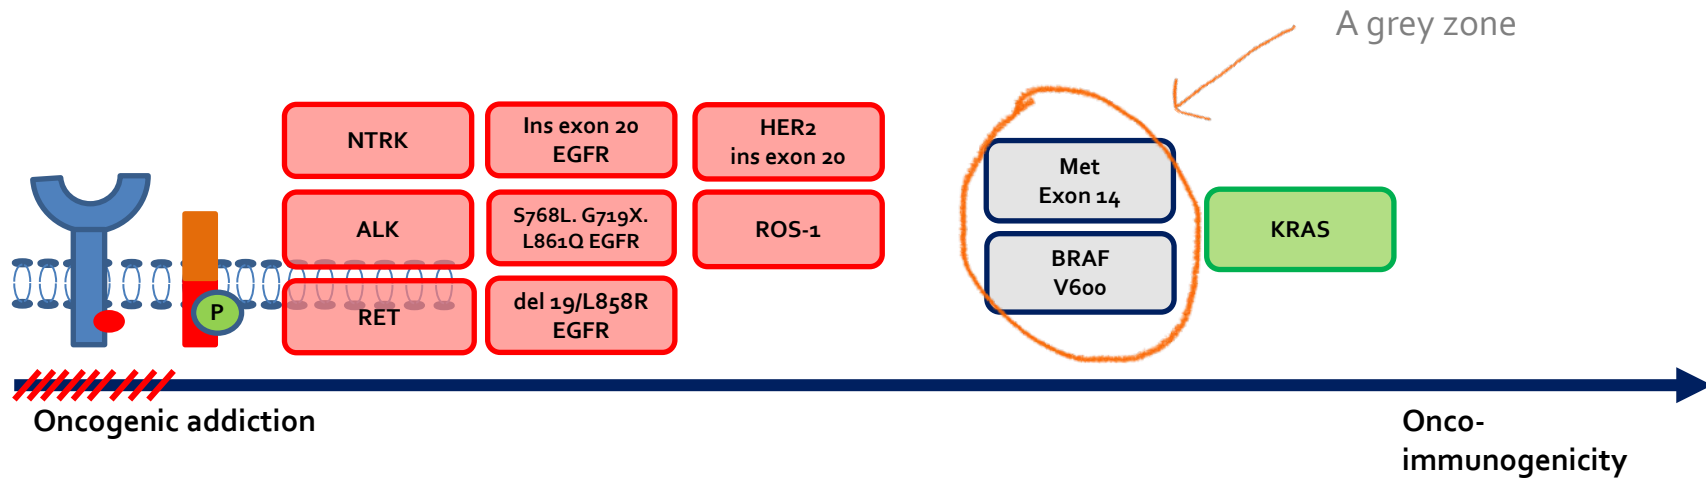 A grey zone
NTRK
Ins exon 20
EGFR
HER2
ins exon 20
Met
Exon 14
ALK
S768L. G719X.
L861Q EGFR
ROS-1
KRAS
BRAF
V600
RET
del 19/L858R
EGFR
P
Oncogenic addiction
Onco-
immunogenicity